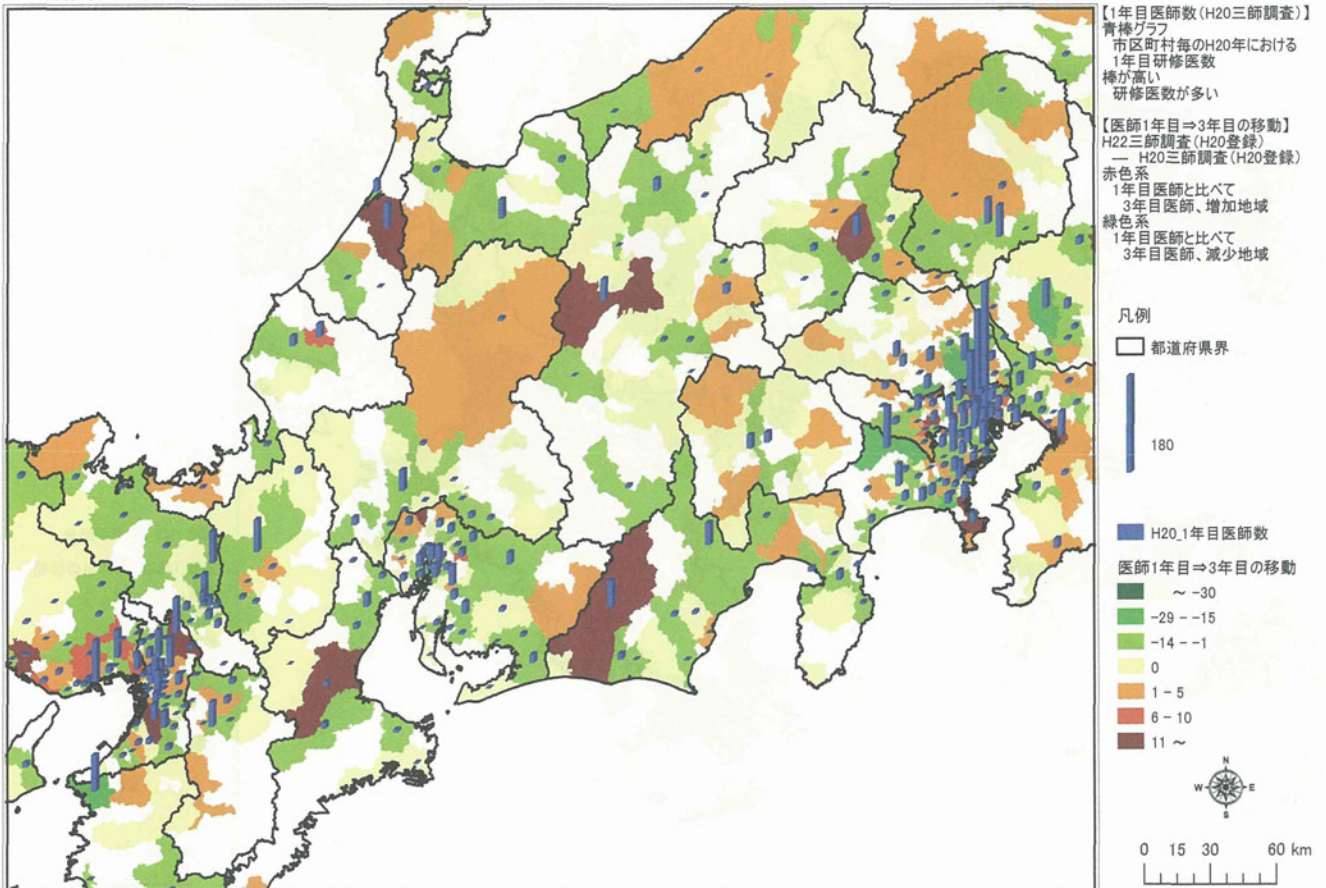 【1年目医師数(H20三師調査)】
青棒グラフ
市区町村毎のH20年における
1年目研修医数
棒が高い
研修医数が多い
【医師1年目⇒3年目の移動】
H22三師調査(H20登録)
― H20三師調査(H20登録)
赤色系
1年目医師と比べて
3年目医師、増加地域
緑色系
1年目医師と比べて
3年目医師、減少地域
凡例
都道府県界
180
H20_1年目医師数
医師1年目⇒3年目の移動
～ -30
-29 - -15
-14 - -1
0
1 - 5
6 - 10
11 ～
N
W E
S
0 15 30 60 km